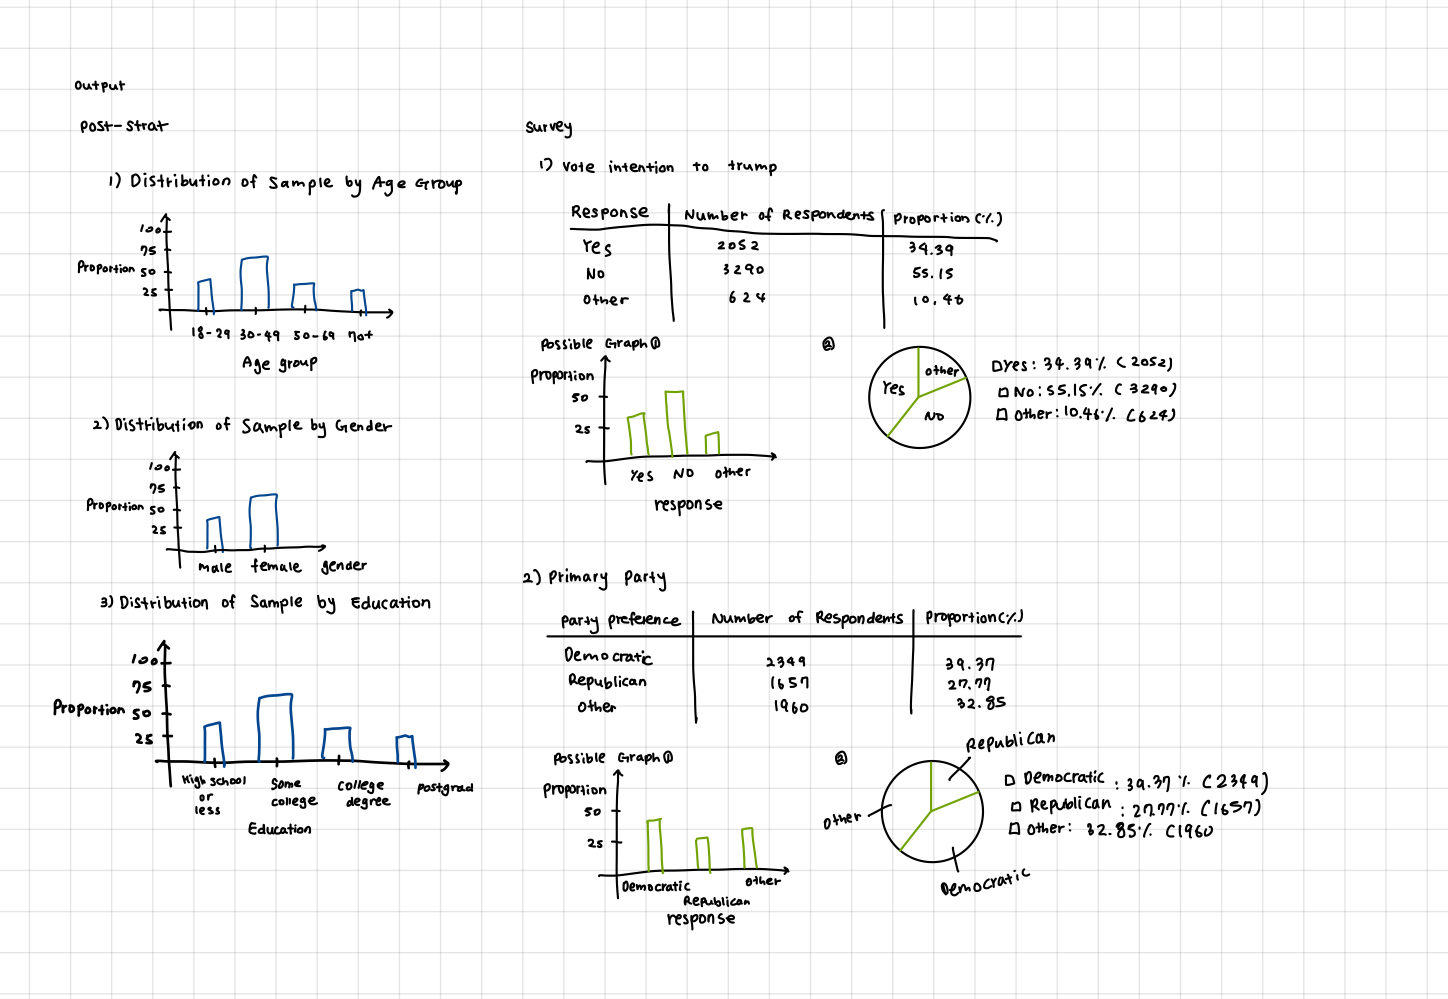 Output
Post-strat
1) Distribution of Sample by Age Group
100
75
Proportion 50
25
18-29 30-49 50-69 70+
Age group
2) Distribution of Sample by Gender
100
75
Proportion 50
25
male female gender
3) Distribution of Sample by Education
100
75
Proportion 50
25
High school or less
Some college
college degree
postgrad
Education
Survey
1) Vote intention to trump
Response Number of Respondents Proportion (%)
Yes 2052 34.39
No 3290 55.15
Other 624 10.46
Possible Graph ①
Proportion
50
25
Yes NO other
response
②
Yes other
NO
Yes: 34.39% (2052)
No: 55.15% (3290)
Other: 10.46% (624)
2) Primary Party
Party preference Number of Respondents Proportion (%)
Democratic 2349 39.37
Republican 1657 27.77
Other 1960 32.85
Possible Graph ①
Proportion
50
25
Democratic Other
Republican
response
②
Republican
Other
Democratic
Democratic : 39.37% (2349)
Republican : 27.77% (1657)
Other: 32.85% (1960